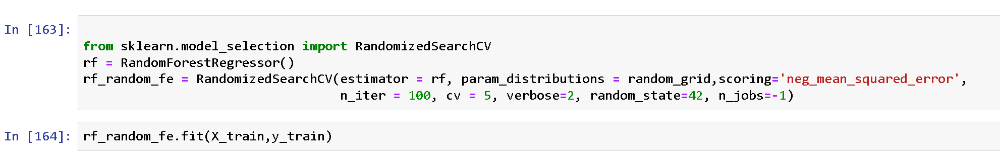 In [163]:
from sklearn.model_selection import RandomizedSearchCV
rf = RandomForestRegressor()
rf_random_fe = RandomizedSearchCV(estimator = rf, param_distributions = random_grid,scoring='neg_mean_squared_error',
n_iter = 100, cv = 5, verbose=2, random_state=42, n_jobs=-1)
In [164]: rf_random_fe.fit(X_train,y_train)